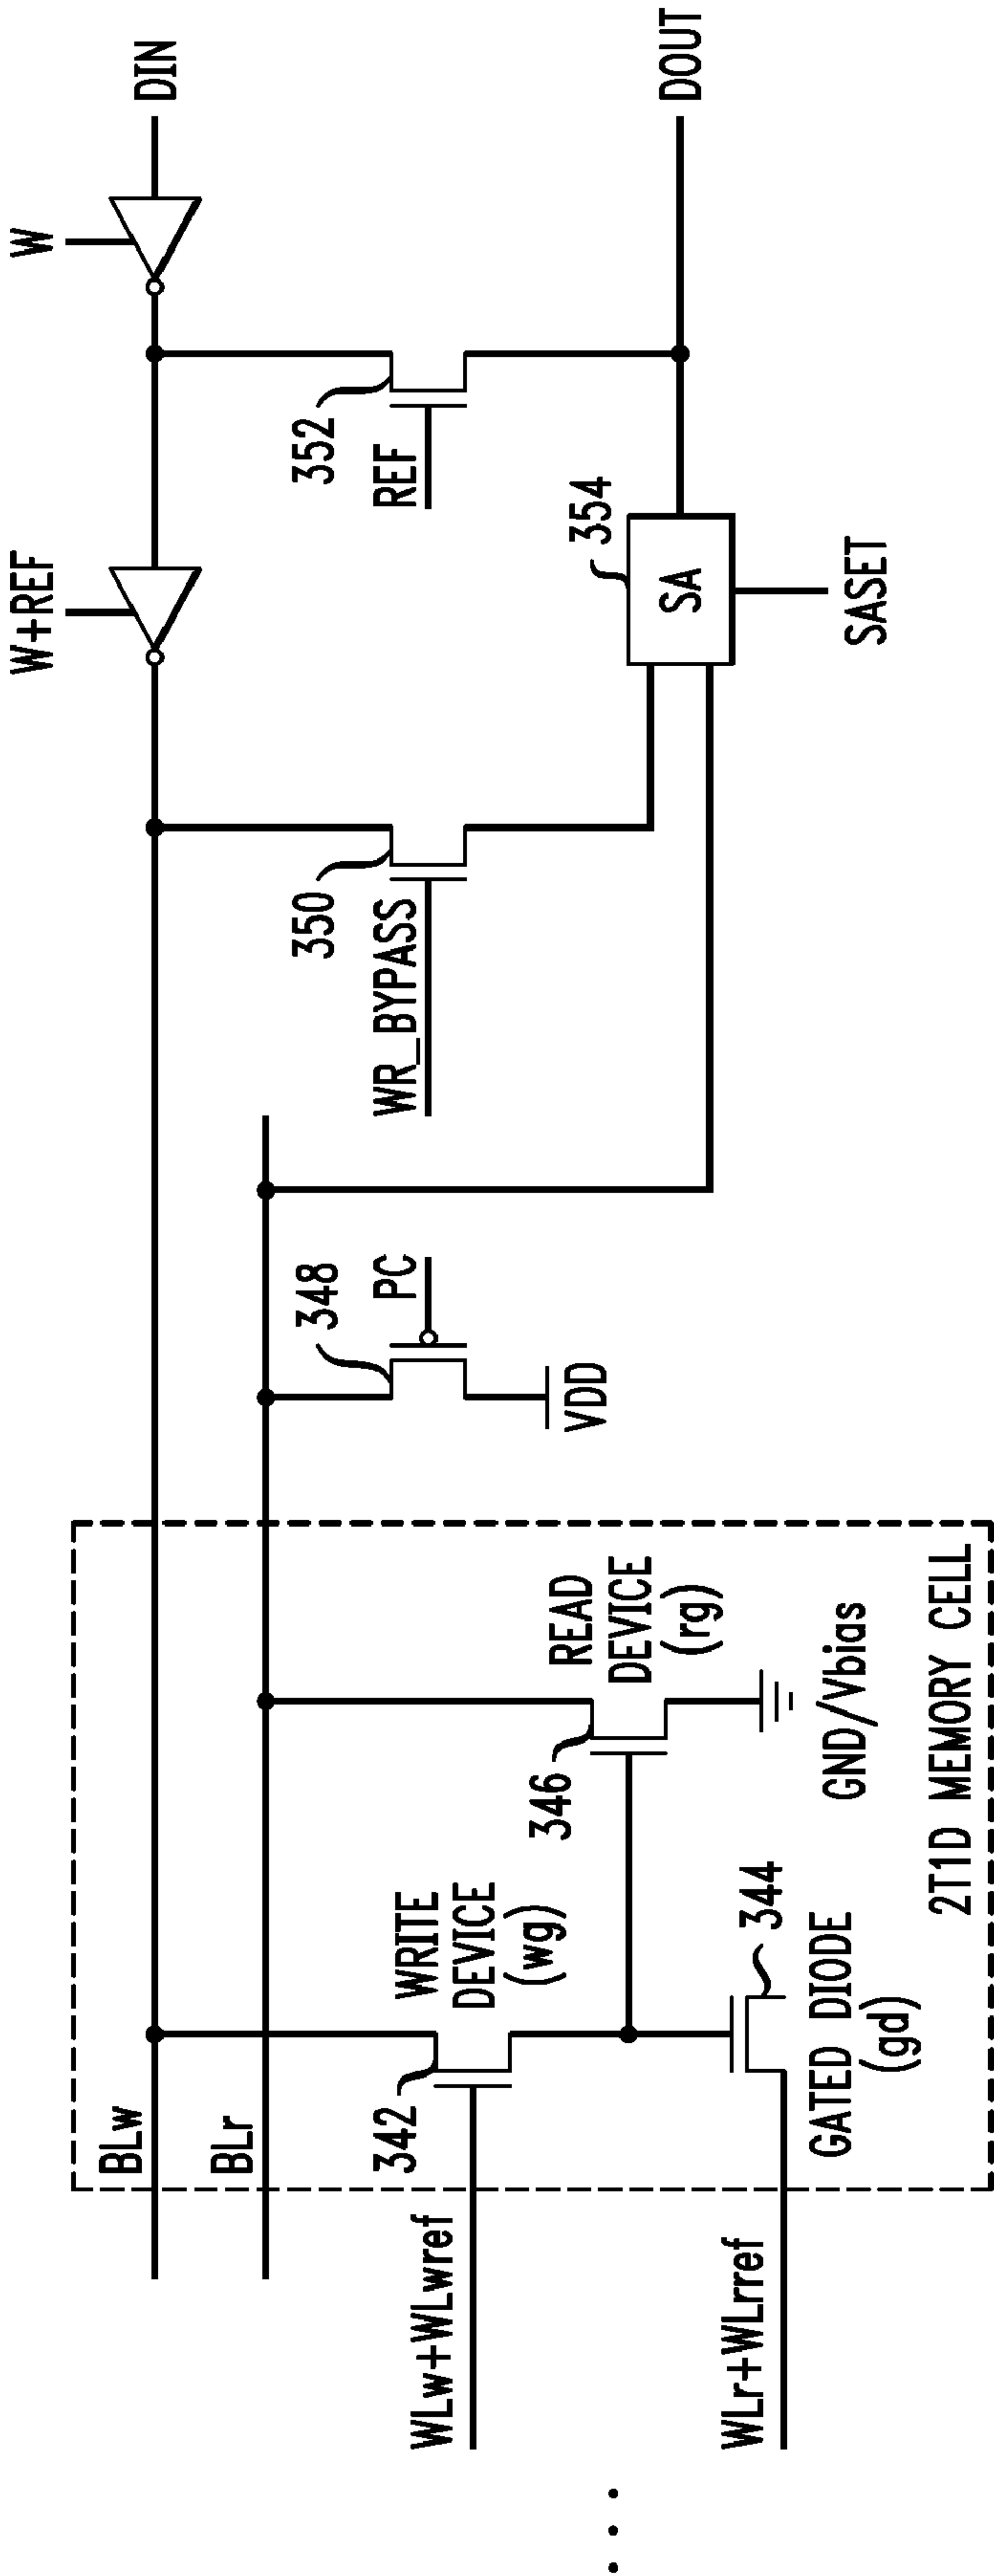 DIN
W
W+REF
352
REF
DOUT
354
SA
SASET
350
WR_BYPASS
348
PC
VDD
BLw
BLr
WRITE
DEVICE
(wg)
342
READ
DEVICE
(rg)
346
GND/Vbias
344
GATED DIODE
(gd)
2T1D MEMORY CELL
WLw+WLwref
WLr+WLrref
. . .